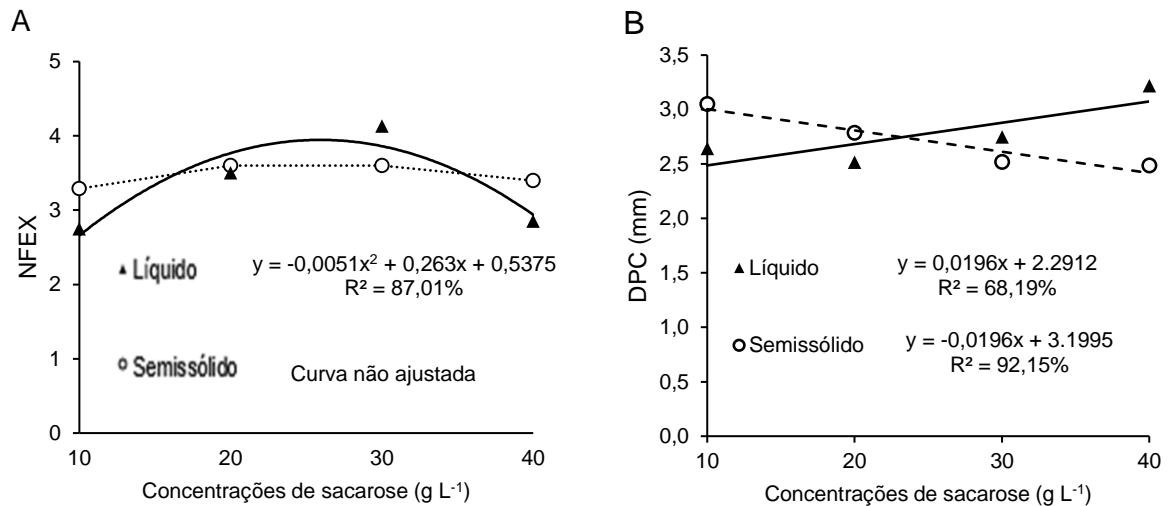 A
NFEX
5
4
3
2
1
0
10 20 30 40
Concentrações de sacarose (g L-1)
Líquido
y = -0,0051x² + 0,263x + 0,5375
R² = 87,01%
Semissólido
Curva não ajustada
B
DPC (mm)
3,5
3,0
2,5
2,0
1,5
1,0
0,5
0,0
10 20 30 40
Concentrações de sacarose (g L-1)
Líquido
y = 0,0196x + 2.2912
R² = 68,19%
Semissólido
y = -0,0196x + 3.1995
R² = 92,15%